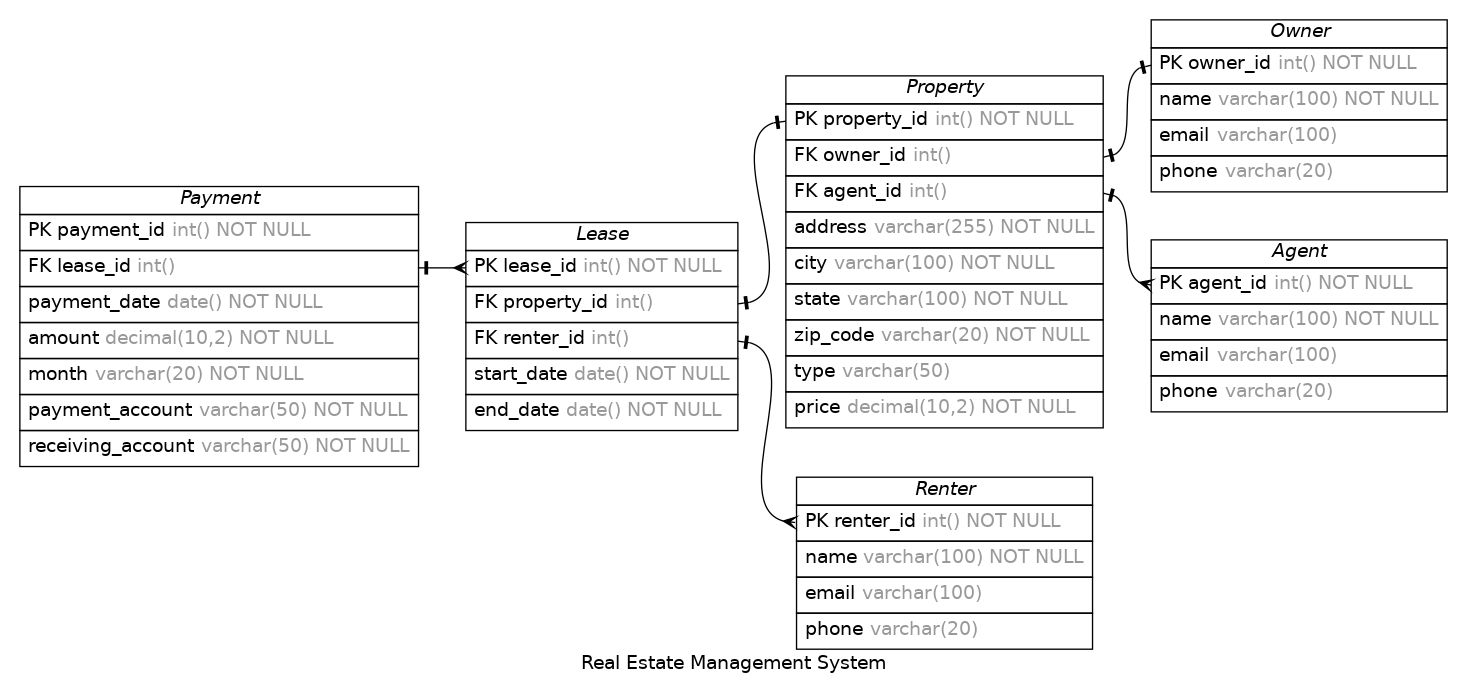 Payment
PK payment_id int() NOT NULL
FK lease_id int()
payment_date date() NOT NULL
amount decimal(10,2) NOT NULL
month varchar(20) NOT NULL
payment_account varchar(50) NOT NULL
receiving_account varchar(50) NOT NULL
Lease
PK lease_id int() NOT NULL
FK property_id int()
FK renter_id int()
start_date date() NOT NULL
end_date date() NOT NULL
Property
PK property_id int() NOT NULL
FK owner_id int()
FK agent_id int()
address varchar(255) NOT NULL
city varchar(100) NOT NULL
state varchar(100) NOT NULL
zip_code varchar(20) NOT NULL
type varchar(50)
price decimal(10,2) NOT NULL
Owner
PK owner_id int() NOT NULL
name varchar(100) NOT NULL
email varchar(100)
phone varchar(20)
Agent
PK agent_id int() NOT NULL
name varchar(100) NOT NULL
email varchar(100)
phone varchar(20)
Renter
PK renter_id int() NOT NULL
name varchar(100) NOT NULL
email varchar(100)
phone varchar(20)
Real Estate Management System